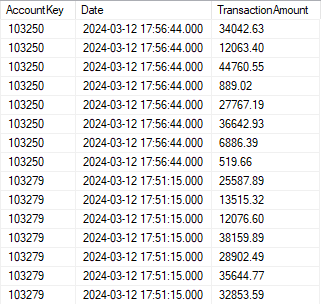 AccountKey Date TransactionAmount
103250 2024-03-12 17:56:44.000 34042.63
103250 2024-03-12 17:56:44.000 12063.40
103250 2024-03-12 17:56:44.000 44760.55
103250 2024-03-12 17:56:44.000 889.02
103250 2024-03-12 17:56:44.000 27767.19
103250 2024-03-12 17:56:44.000 36642.93
103250 2024-03-12 17:56:44.000 6886.39
103250 2024-03-12 17:56:44.000 519.66
103279 2024-03-12 17:51:15.000 25587.89
103279 2024-03-12 17:51:15.000 13515.32
103279 2024-03-12 17:51:15.000 12076.60
103279 2024-03-12 17:51:15.000 38159.89
103279 2024-03-12 17:51:15.000 28902.49
103279 2024-03-12 17:51:15.000 35644.77
103279 2024-03-12 17:51:15.000 32853.59